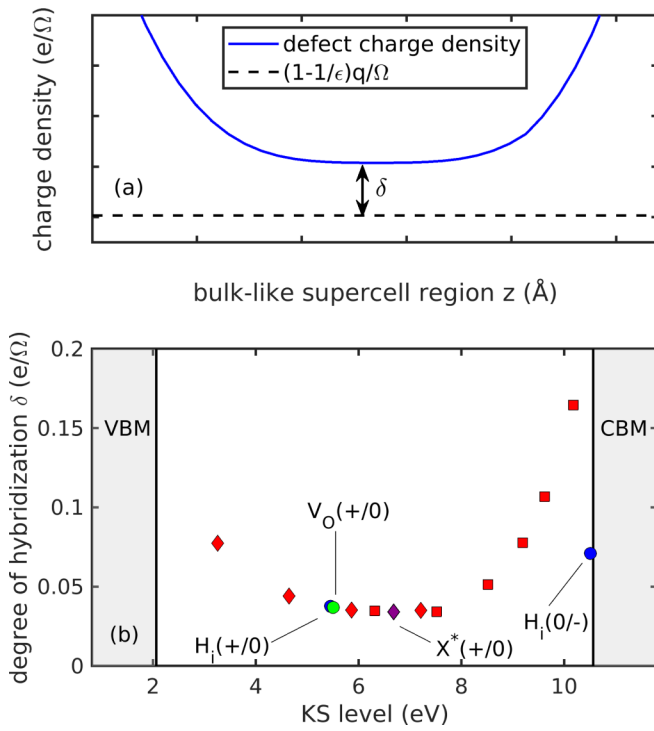 charge density (e/Ω)
defect charge density
(1-1/ϵ)q/Ω
(a)
δ
bulk-like supercell region z (Å)
degree of hybridization δ (e/Ω)
0.2
0.15
0.1
0.05
0
VBM
CBM
V_O(+/0)
H_i(+/0)
X^*(+/0)
H_i(0/-)
(b)
2 4 6 8 10
KS level (eV)